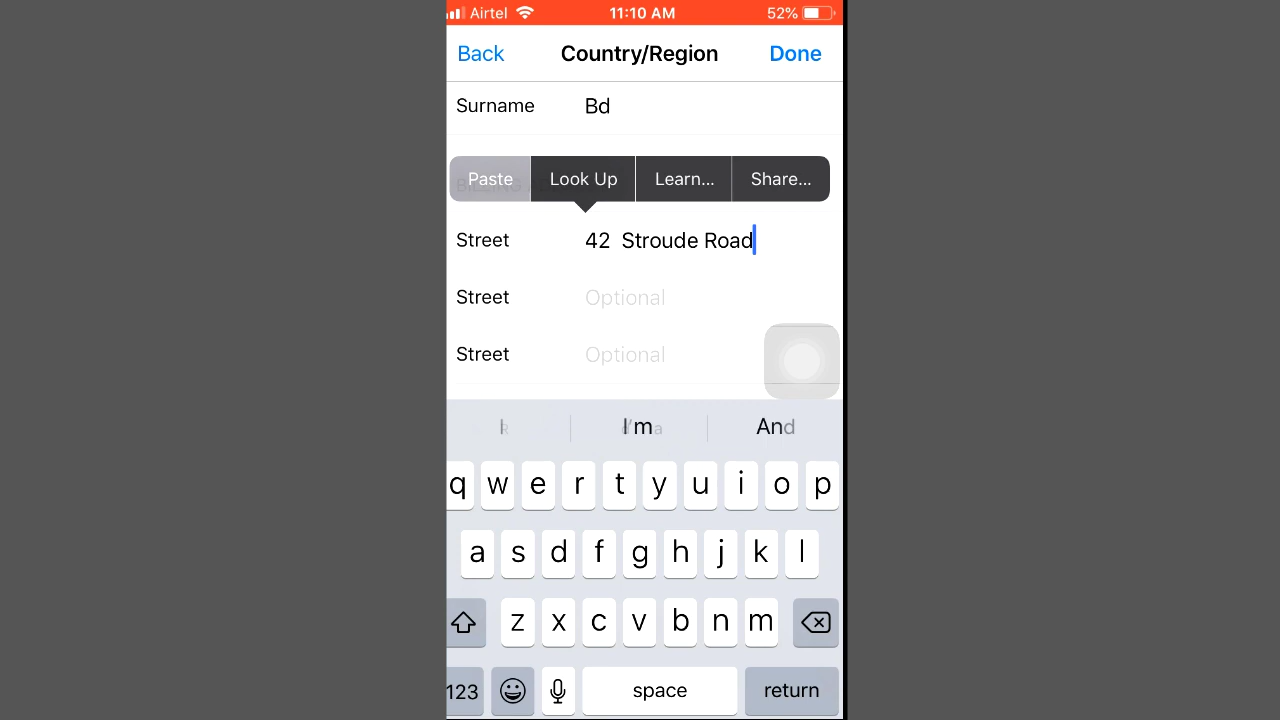 Airtel 11:10 AM 52%
Back Country/Region Done
Surname Bd
Paste Look Up Learn... Share...
Street 42 Stroude Road
Street Optional
Street Optional
I I'm And
q w e r t y u i o p
a s d f g h j k l
z x c v b n m
123 space return